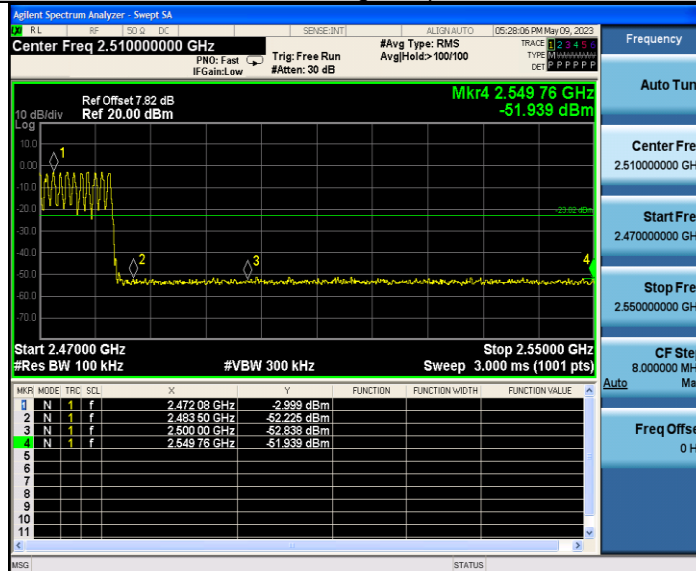 Agilent Spectrum Analyzer - Swept SA
RL RF 50 Ω DC SENSE:INT ALIGN AUTO 05:28:06 PM May 09, 2023
Center Freq 2.510000000 GHz
PNO: Fast
IFGain:Low
Trig: Free Run
#Atten: 30 dB
#Avg Type: RMS
Avg|Hold:>100/100
TRACE 1 2 3 4 5 6
TYPE M WWWWW
DET P P P P P P
Mkr4 2.549 76 GHz
-51.939 dBm
Ref Offset 7.82 dB
10 dB/div Ref 20.00 dBm
Log
10.0
0.00
-10.0
-20.0
-30.0
-40.0
-50.0
-60.0
-70.0
1
2
3
4
-23.02 dBm
Start 2.47000 GHz Stop 2.55000 GHz
#Res BW 100 kHz #VBW 300 kHz Sweep 3.000 ms (1001 pts)
MKR MODE TRC SCL X Y FUNCTION FUNCTION WIDTH FUNCTION VALUE
1 N 1 f 2.472 08 GHz -2.999 dBm
2 N 1 f 2.483 50 GHz -52.225 dBm
3 N 1 f 2.500 00 GHz -52.838 dBm
4 N 1 f 2.549 76 GHz -51.939 dBm
5
6
7
8
9
10
11
MSG STATUS
Frequency
Auto Tun
Center Fre
2.510000000 GH
Start Fre
2.470000000 GH
Stop Fre
2.550000000 GH
CF Ste
8.000000 MH
Auto Ma
Freq Offse
0 H